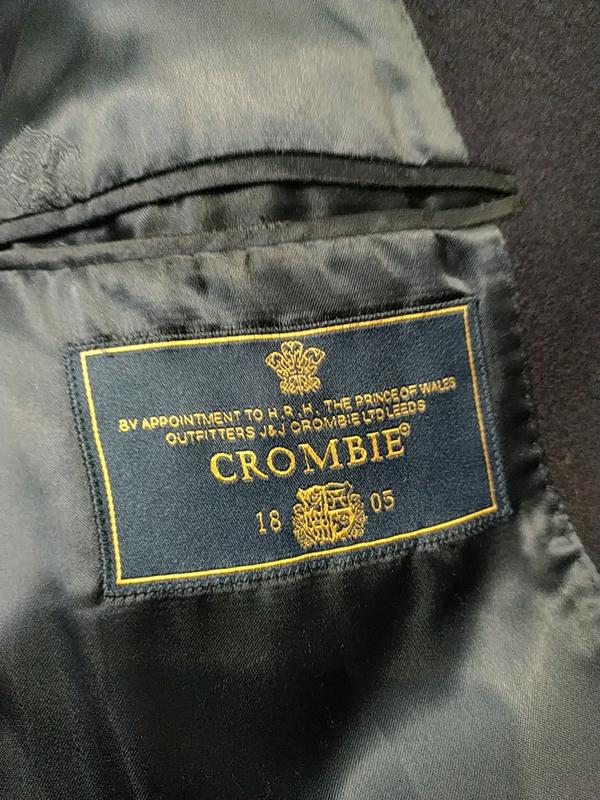 BY APPOINTMENT TO H.R.H. THE PRINCE OF WALES
OUTFITTERS J&J CROMBIE LTD LEEDS
CROMBIE®
18 05